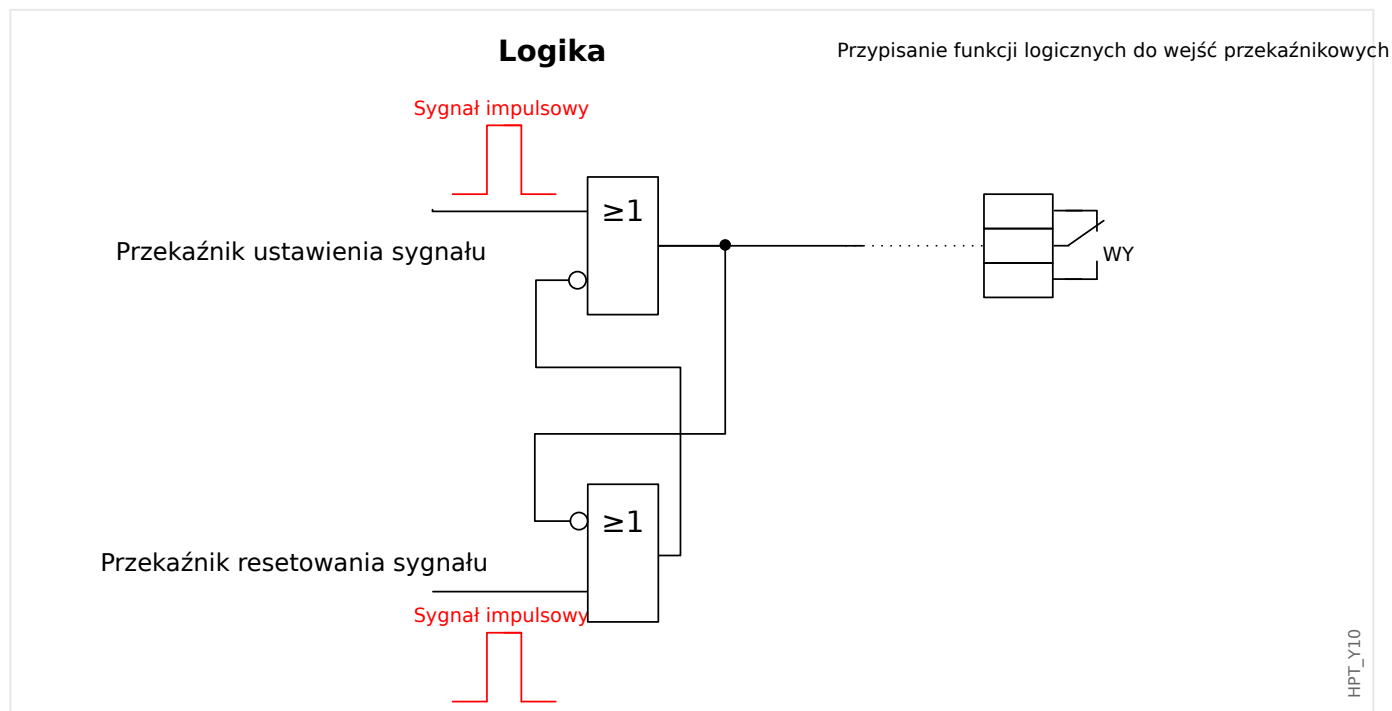 Logika
Przypisanie funkcji logicznych do wejść przekaźnikowych
Sygnał impulsowy
≥1
Przekaźnik ustawienia sygnału
WY
≥1
Przekaźnik resetowania sygnału
Sygnał impulsowy
HPT_Y10